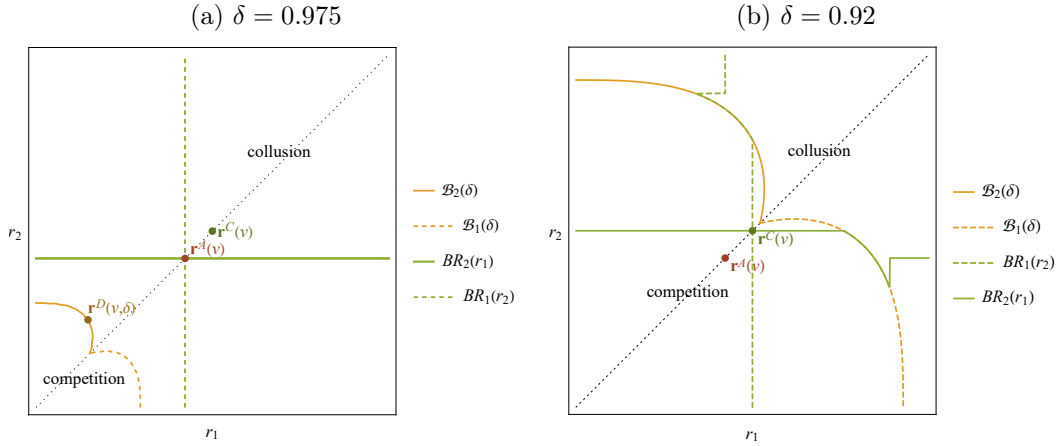 (a) δ = 0.975
collusion
r^C(v)
r^A(v)
r^D(v,δ)
competition
r₂
r₁
ℬ₂(δ)
ℬ₁(δ)
BR₂(r₁)
BR₁(r₂)
(b) δ = 0.92
collusion
r^C(v)
r^A(v)
competition
r₂
r₁
ℬ₂(δ)
ℬ₁(δ)
BR₁(r₂)
BR₂(r₁)